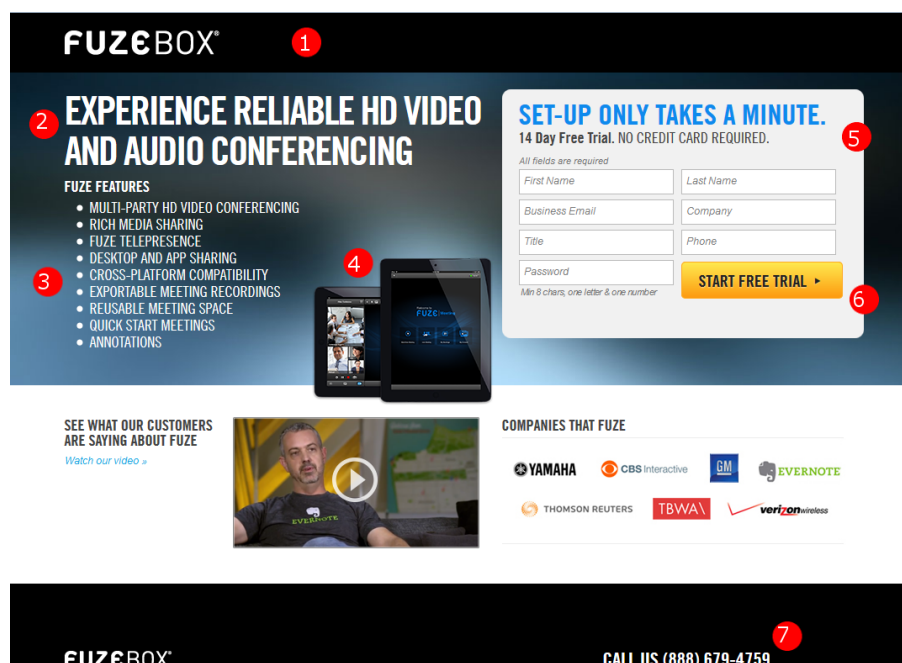 FUZEBOX®
1
2
EXPERIENCE RELIABLE HD VIDEO
AND AUDIO CONFERENCING
FUZE FEATURES
MULTI-PARTY HD VIDEO CONFERENCING
RICH MEDIA SHARING
FUZE TELEPRESENCE
DESKTOP AND APP SHARING
CROSS-PLATFORM COMPATIBILITY
EXPORTABLE MEETING RECORDINGS
REUSABLE MEETING SPACE
QUICK START MEETINGS
ANNOTATIONS
3
4
FUZE
SET-UP ONLY TAKES A MINUTE.
14 Day Free Trial. NO CREDIT CARD REQUIRED.
5
All fields are required
First Name
Last Name
Business Email
Company
Title
Phone
Password
Min 8 chars, one letter & one number
START FREE TRIAL
6
SEE WHAT OUR CUSTOMERS
ARE SAYING ABOUT FUZE
Watch our video »
EVERNOTE
COMPANIES THAT FUZE
YAMAHA
CBS Interactive
GM
EVERNOTE
THOMSON REUTERS
TBWA\
verizonwireless
7
FUZEBOX®
CALL US (888) 679-4759